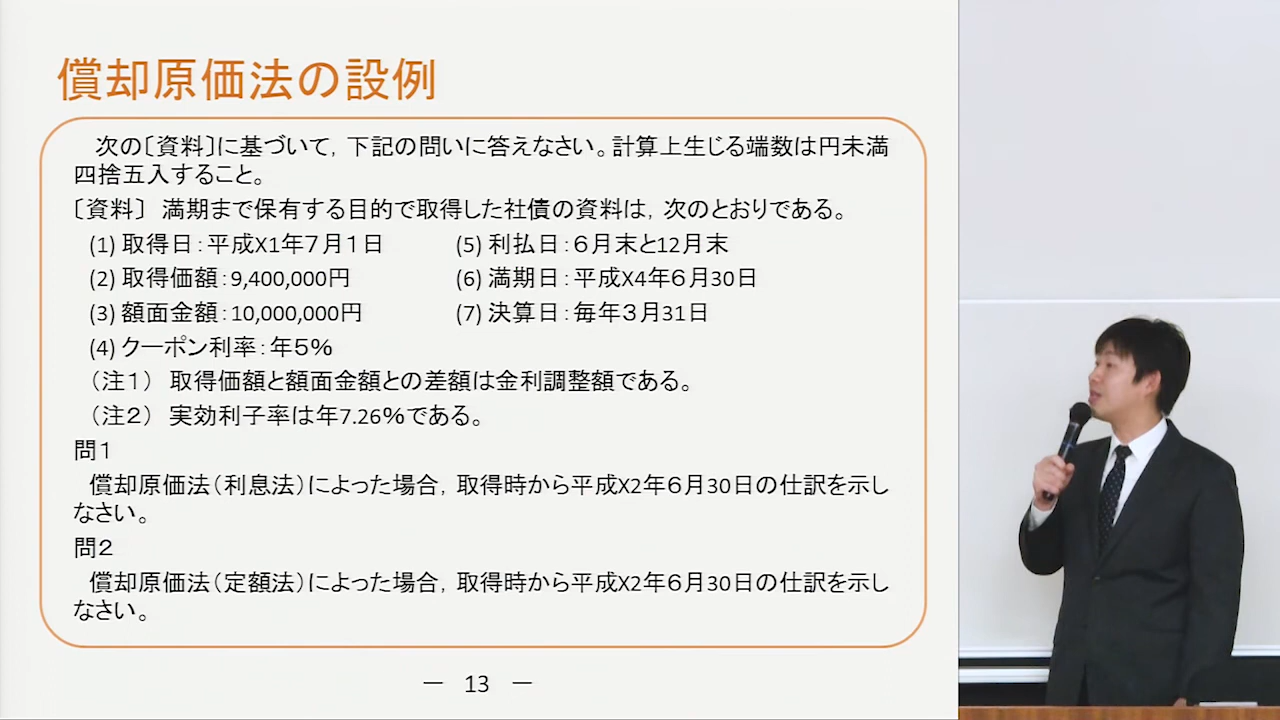 償却原価法の設例
次の〔資料〕に基づいて，下記の問いに答えなさい。計算上生じる端数は円未満
四捨五入すること。
〔資料〕 満期まで保有する目的で取得した社債の資料は，次のとおりである。
(1) 取得日：平成X1年７月１日 (5) 利払日：６月末と12月末
(2) 取得価額：9,400,000円 (6) 満期日：平成X4年６月30日
(3) 額面金額：10,000,000円 (7) 決算日：毎年３月31日
(4) クーポン利率：年５％
（注１） 取得価額と額面金額との差額は金利調整額である。
（注２） 実効利子率は年7.26％である。
問１
償却原価法（利息法）によった場合，取得時から平成X2年６月30日の仕訳を示し
なさい。
問２
償却原価法（定額法）によった場合，取得時から平成X2年６月30日の仕訳を示し
なさい。
－ 13 －